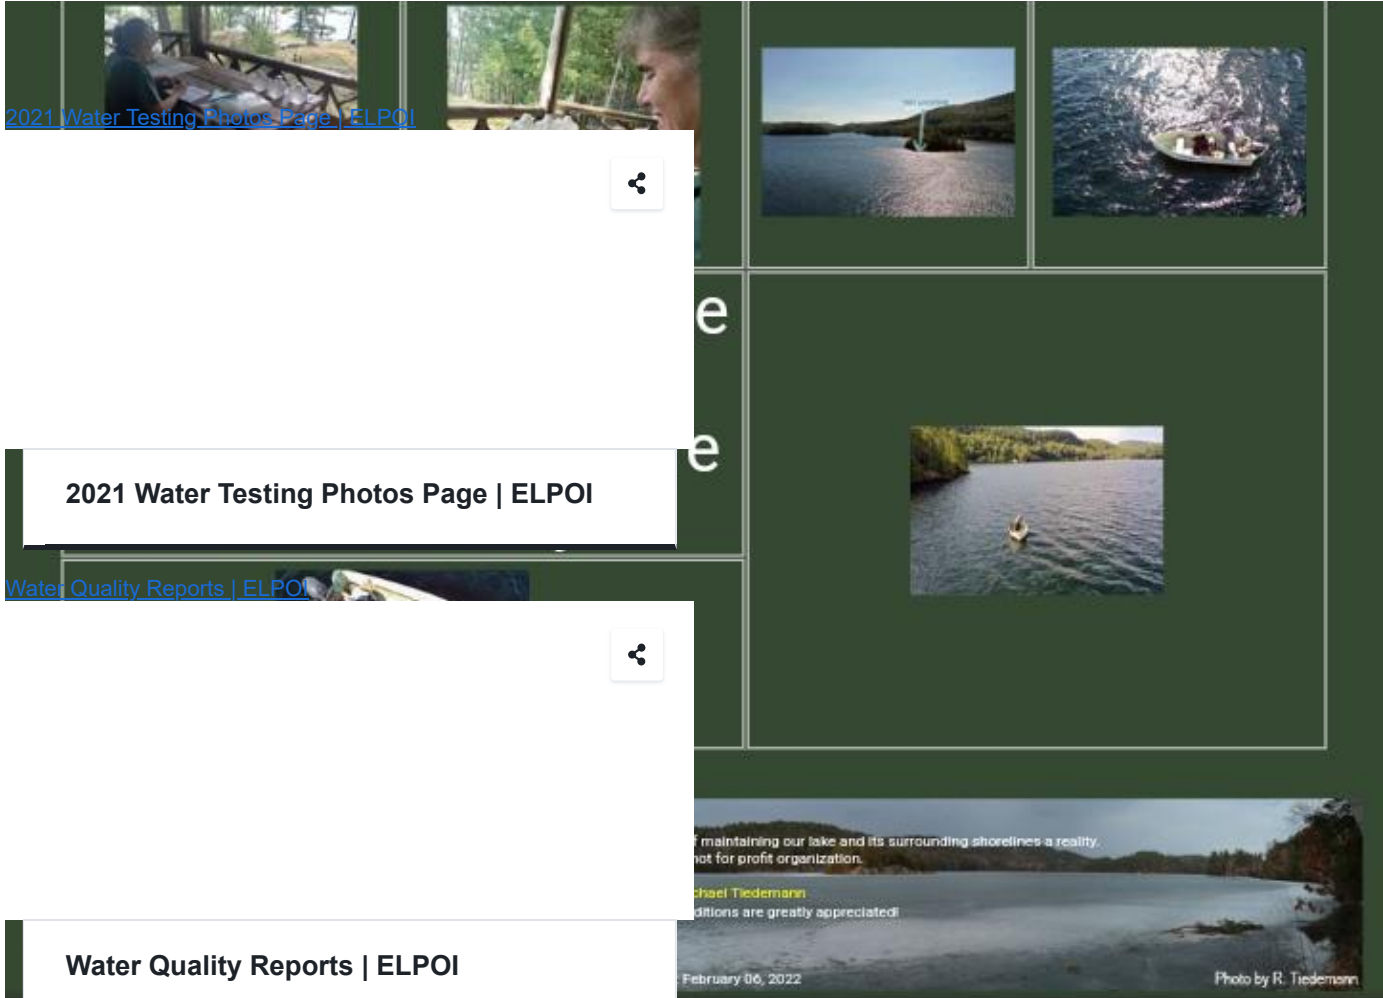 2021 Water Testing Photos Page | ELPOI
e
e
2021 Water Testing Photos Page | ELPOI
Water Quality Reports | ELPOI
f maintaining our lake and its surrounding shorelines a reality.
not for profit organization.
chael Tiedemann
ditions are greatly appreciated!
Water Quality Reports | ELPOI
February 06, 2022
Photo by R. Tiedemann